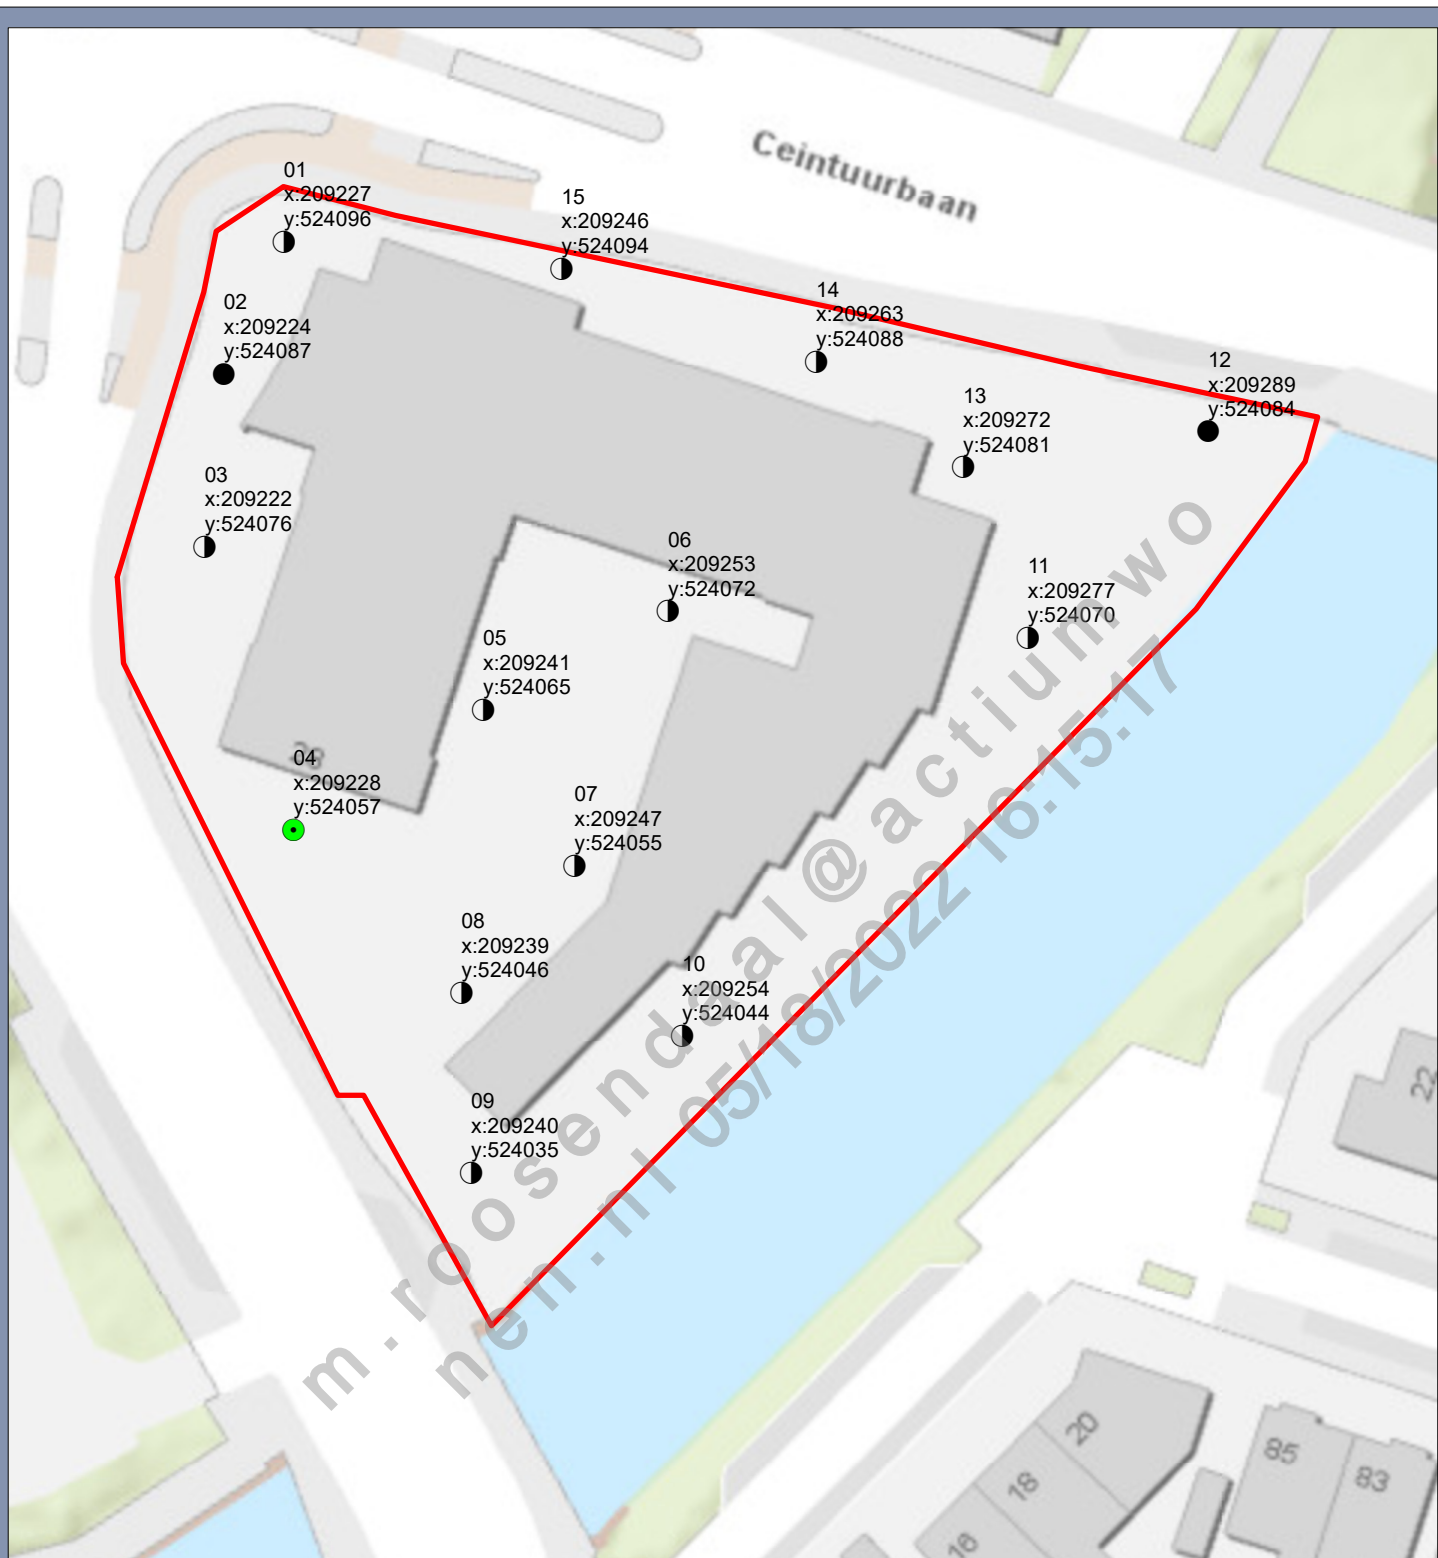 Ceintuurbaan
01
x:209227
y:524096
15
x:209246
y:524094
14
x:209263
y:524088
02
x:209224
y:524087
12
x:209289
y:524084
13
x:209272
y:524081
03
x:209222
y:524076
06
x:209253
y:524072
11
x:209277
y:524070
05
x:209241
y:524065
28
04
x:209228
y:524057
07
x:209247
y:524055
08
x:209239
y:524046
10
x:209254
y:524044
09
x:209240
y:524035
m.roosendaal@actiumwo
nen.nl 05/18/2022 16:15:17
22
20
18
16
85
83